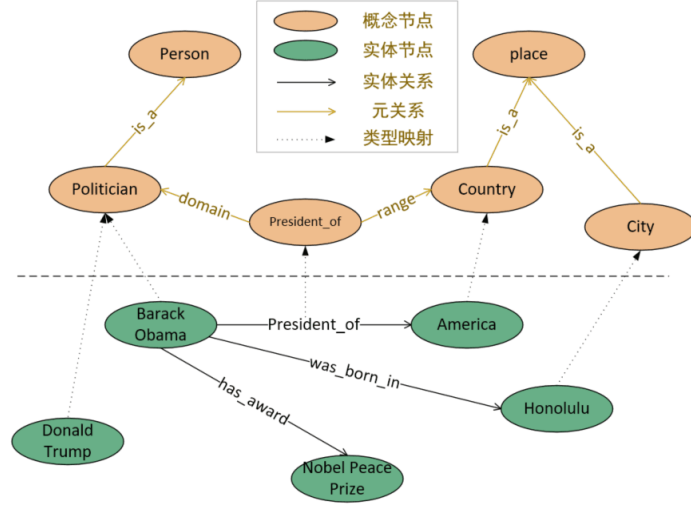 Person
概念节点
实体节点
实体关系
元关系
类型映射
place
is_a
is_a
is_a
Politician
domain
President_of
range
Country
City
Barack
Obama
President_of
America
was_born_in
has_award
Honolulu
Donald
Trump
Nobel Peace
Prize